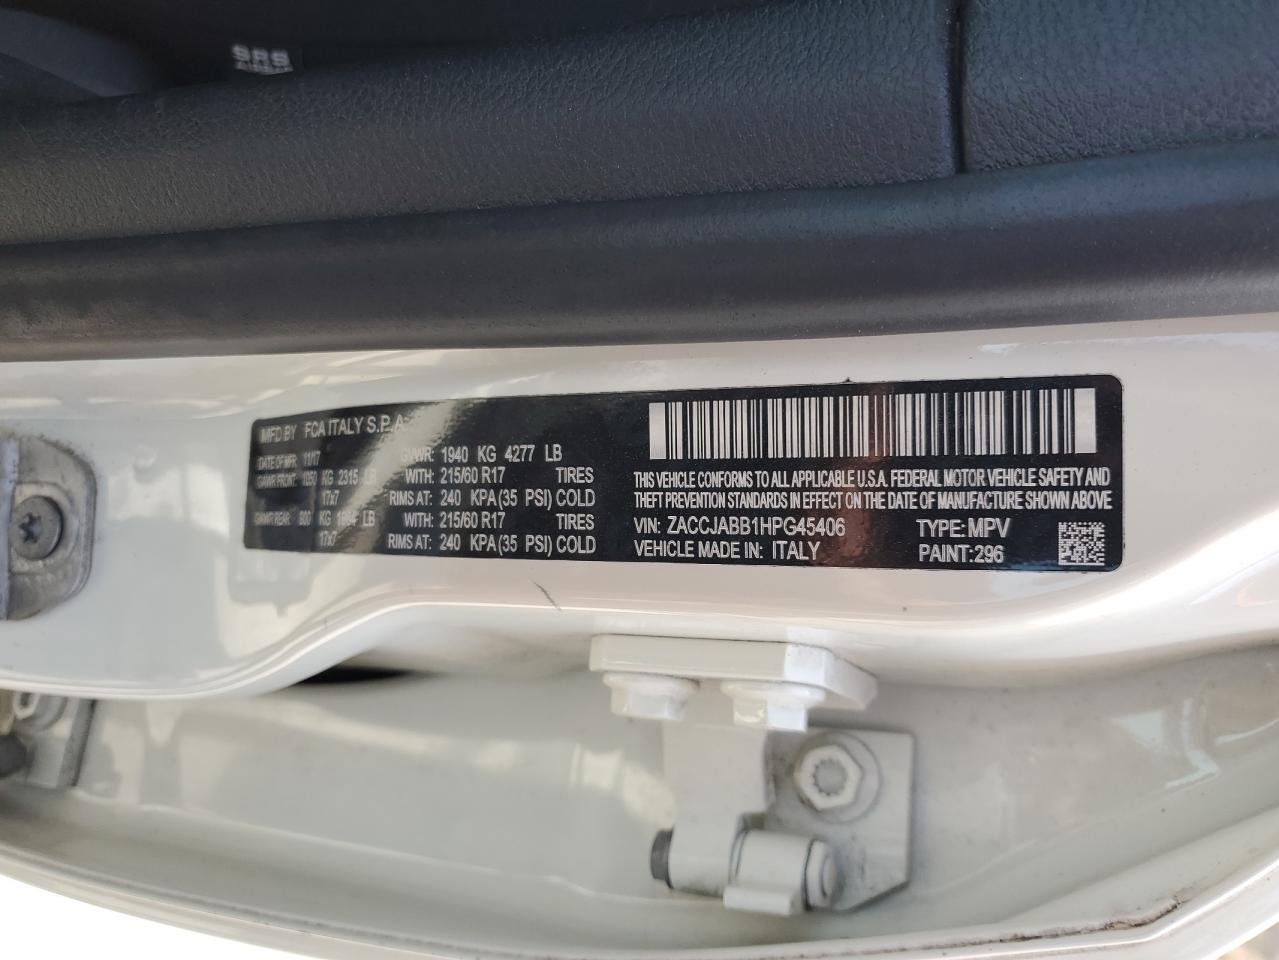 SRS
AIRBAG
MFD BY FCA ITALY S.P.A.
DATE OF MFR 11/17 GVWR: 1940 KG 4277 LB
GAWR FRONT: 1050 KG 2315 LB WITH: 215/60 R17 TIRES
17x7 RIMS AT: 240 KPA(35 PSI) COLD
GAWR REAR: 900 KG 1984 LB WITH: 215/60 R17 TIRES
17x7 RIMS AT: 240 KPA(35 PSI) COLD
THIS VEHICLE CONFORMS TO ALL APPLICABLE U.S.A. FEDERAL MOTOR VEHICLE SAFETY AND
THEFT PREVENTION STANDARDS IN EFFECT ON THE DATE OF MANUFACTURE SHOWN ABOVE
VIN: ZACCJABB1HPG45406 TYPE: MPV
VEHICLE MADE IN: ITALY PAINT: 296